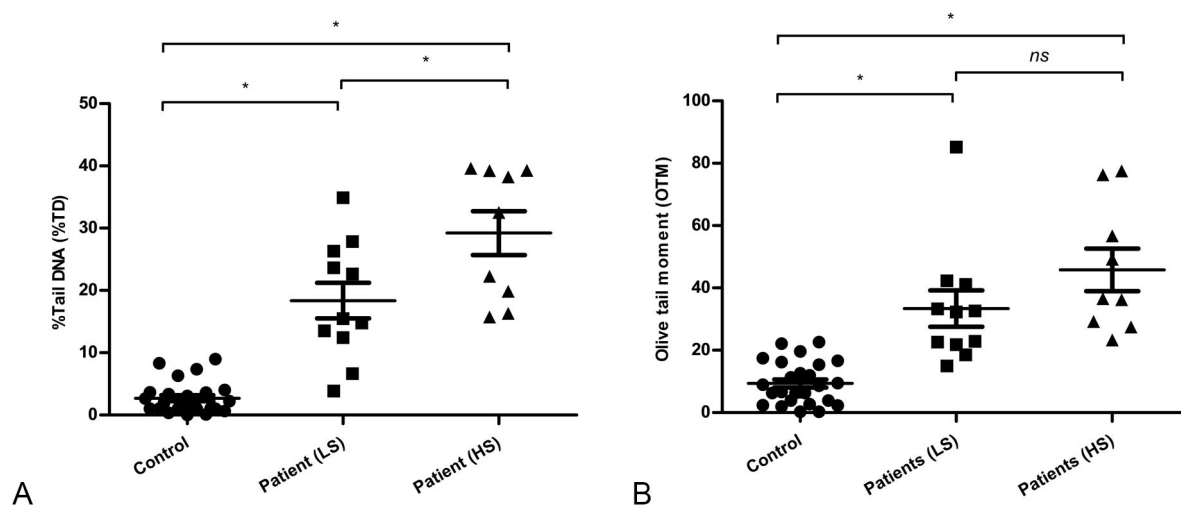 *
*
*
50
40
30
20
10
0
%Tail DNA (%TD)
Control
Patient (LS)
Patient (HS)
A
*
ns
*
100
80
60
40
20
0
Olive tail moment (OTM)
Control
Patients (LS)
Patients (HS)
B